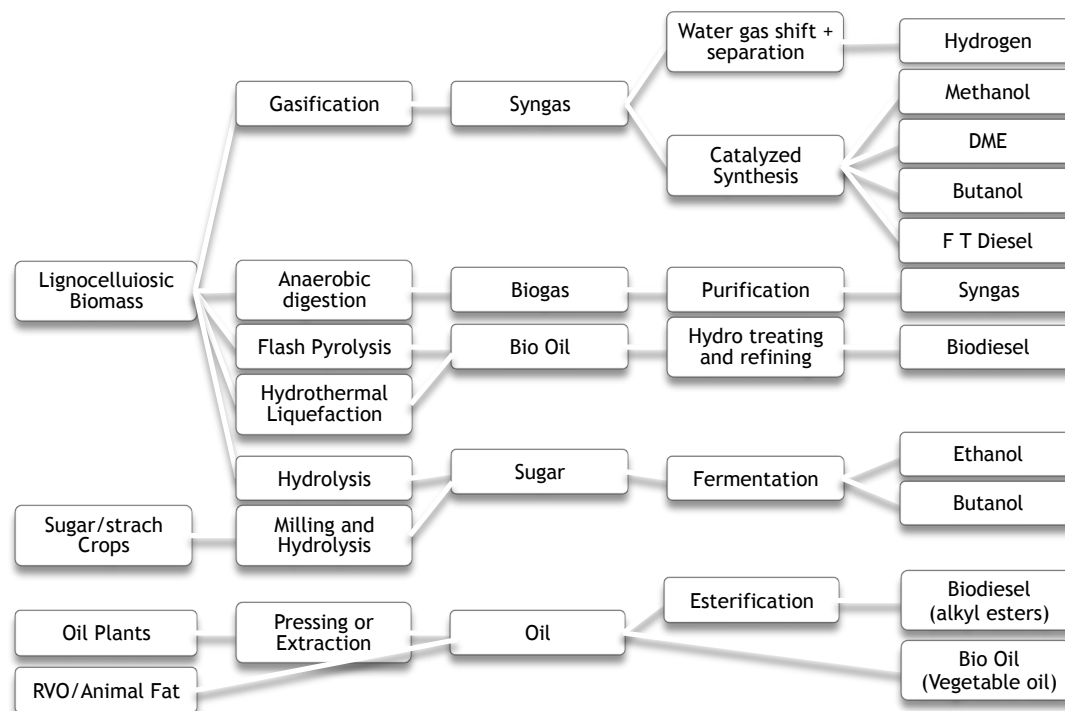 Water gas shift +
separation
Hydrogen
Gasification
Syngas
Methanol
Catalyzed
Synthesis
DME
Butanol
F T Diesel
Lignocelluiosic
Biomass
Anaerobic
digestion
Biogas
Purification
Syngas
Flash Pyrolysis
Bio Oil
Hydro treating
and refining
Biodiesel
Hydrothermal
Liquefaction
Hydrolysis
Sugar
Fermentation
Ethanol
Butanol
Sugar/strach
Crops
Milling and
Hydrolysis
Esterification
Biodiesel
(alkyl esters)
Oil Plants
Pressing or
Extraction
Oil
Bio Oil
(Vegetable oil)
RVO/Animal Fat